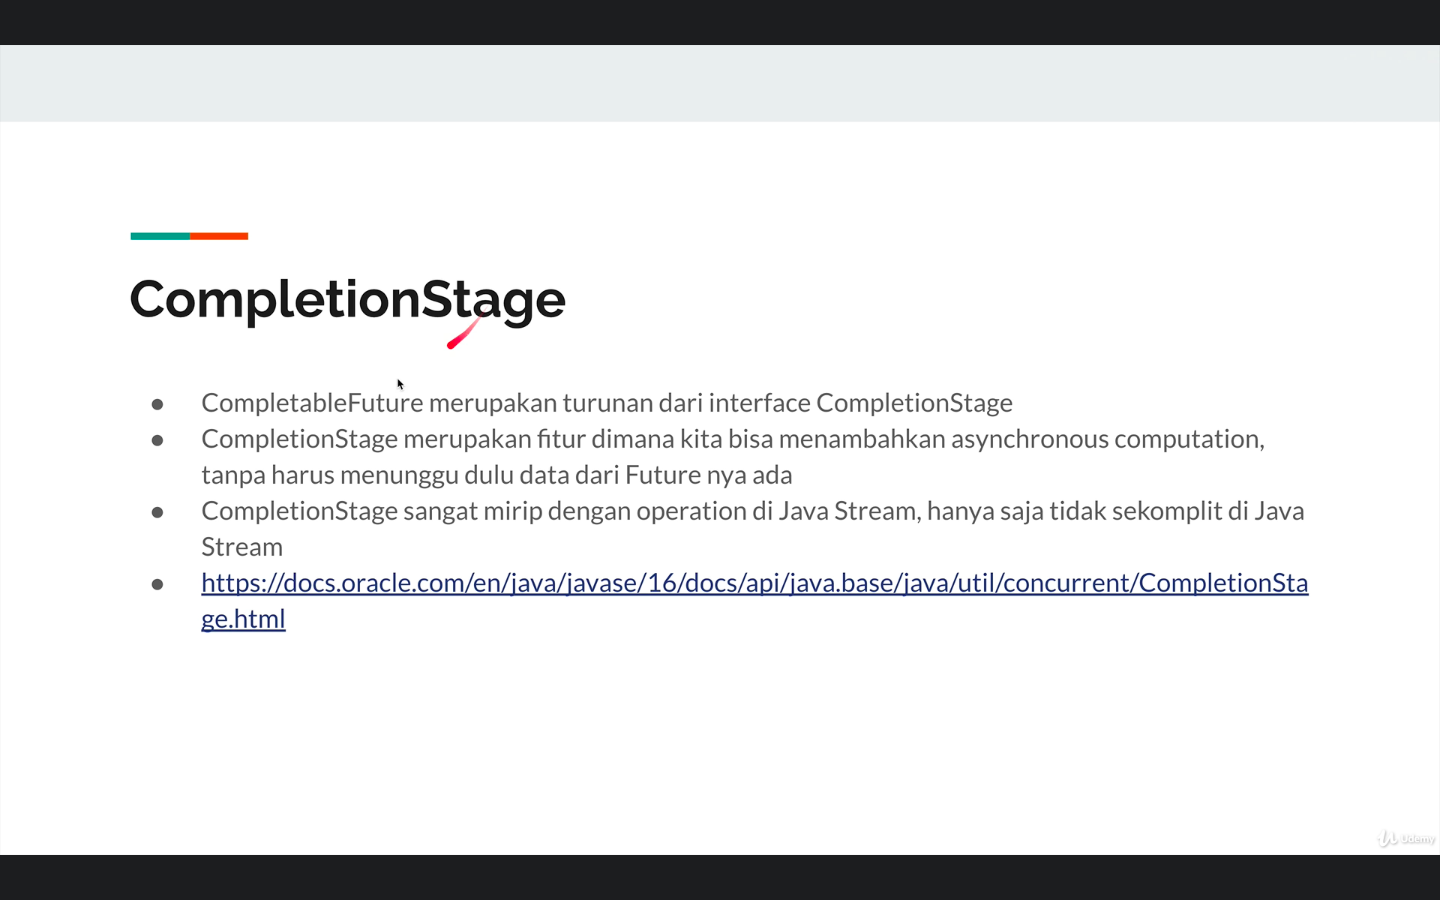 CompletionStage
● CompletableFuture merupakan turunan dari interface CompletionStage
● CompletionStage merupakan fitur dimana kita bisa menambahkan asynchronous computation,
tanpa harus menunggu dulu data dari Future nya ada
● CompletionStage sangat mirip dengan operation di Java Stream, hanya saja tidak sekomplit di Java
Stream
● https://docs.oracle.com/en/java/javase/16/docs/api/java.base/java/util/concurrent/CompletionSta
ge.html
Udemy